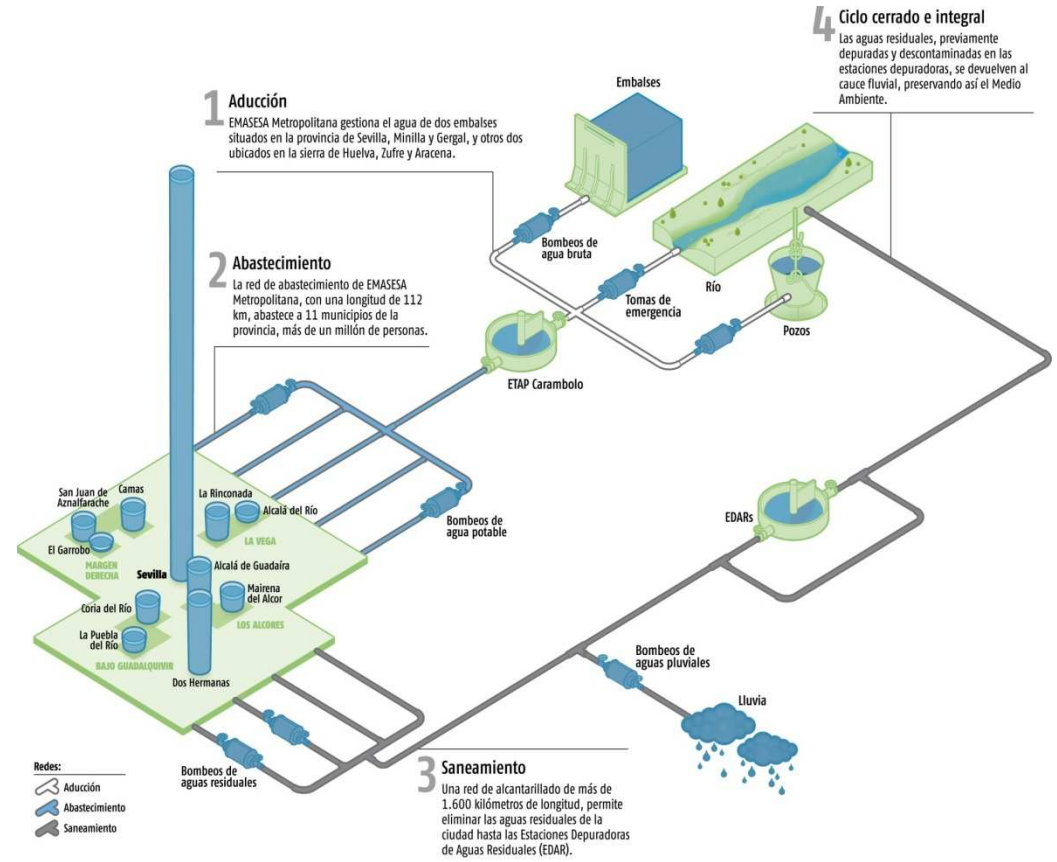 4 Ciclo cerrado e integral
Las aguas residuales, previamente
depuradas y descontaminadas en las
estaciones depuradoras, se devuelven al
cauce fluvial, preservando así el Medio
Ambiente.
1 Aducción
EMASESA Metropolitana gestiona el agua de dos embalses
situados en la provincia de Sevilla, Minilla y Gergal, y otros dos
ubicados en la sierra de Huelva, Zufre y Aracena.
Embalses
Bombeos de
agua bruta
Río
Tomas de
emergencia
Pozos
2 Abastecimiento
La red de abastecimiento de EMASESA
Metropolitana, con una longitud de 112
km, abastece a 11 municipios de la
provincia, más de un millón de personas.
ETAP Carambolo
San Juan de
Aznalfarache
Camas
La Rinconada
Alcalá del Río
El Garrobo
MARGEN
DERECHA
LA VEGA
Bombeos de
agua potable
EDARs
Sevilla
Alcalá de Guadaíra
Mairena
del Alcor
Coria del Río
LOS ALCORES
La Puebla
del Río
BAJO GUADALQUIVIR
Dos Hermanas
Bombeos de
aguas pluviales
Lluvia
Bombeos de
aguas residuales
3 Saneamiento
Una red de alcantarillado de más de
1.600 kilómetros de longitud, permite
eliminar las aguas residuales de la
ciudad hasta las Estaciones Depuradoras
de Aguas Residuales (EDAR).
Redes:
Aducción
Abastecimiento
Saneamiento